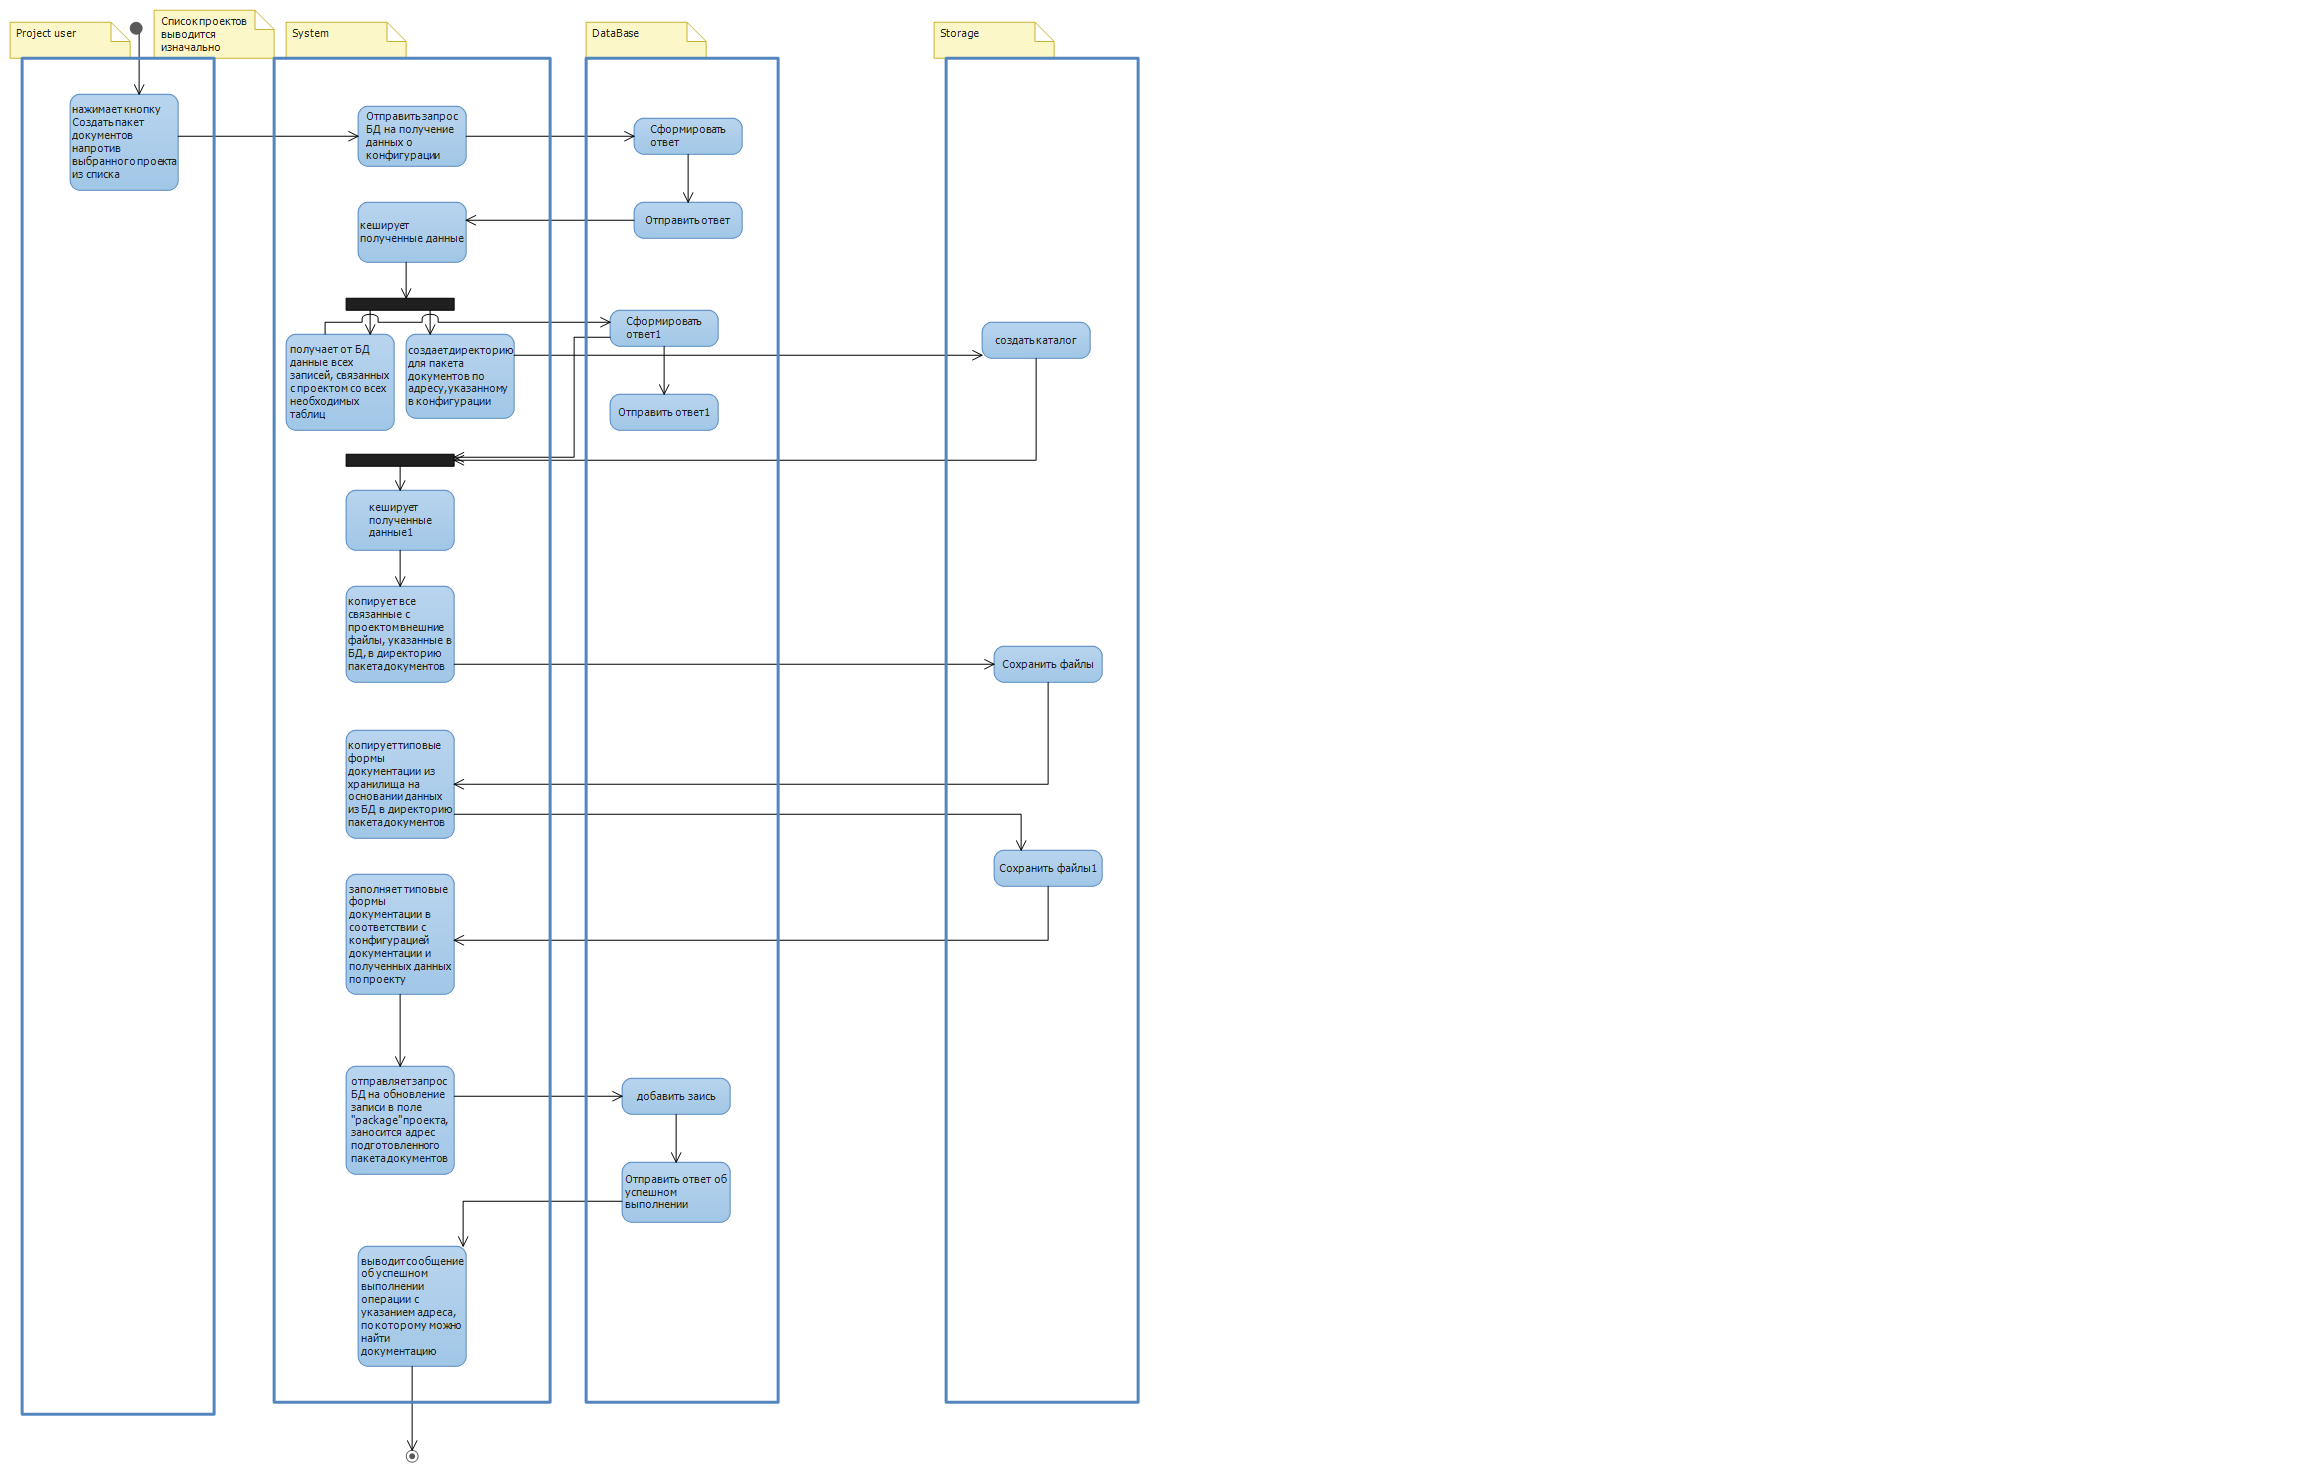 Project user
Список проектов
выводится
изначально
System
DataBase
Storage
нажимает кнопку
Создать пакет
документов
напротив
выбранного проекта
из списка
Отправить запрос
БД на получение
данных о
конфигурации
Сформировать
ответ
кеширует
полученные данные
Отправить ответ
получает от БД
данные всех
записей, связанных
с проектом со всех
необходимых
таблиц
создает директорию
для пакета
документов по
адресу, указанному
в конфигурации
Сформировать
ответ1
создать каталог
Отправить ответ1
кеширует
полученные
данные1
копирует все
связанные с
проектом внешние
файлы, указанные в
БД, в директорию
пакета документов
Сохранить файлы
копирует типовые
формы
документации из
хранилища на
основании данных
из БД в директорию
пакета документов
Сохранить файлы1
заполняет типовые
формы
документации в
соответствии с
конфигурацией
документации и
полученных данных
по проекту
отправляет запрос
БД на обновление
записи в поле
"package" проекта,
заносится адрес
подготовленного
пакета документов
добавить заись
Отправить ответ об
успешном
выполнении
выводит сообщение
об успешном
выполнении
операции с
указанием адреса,
по которому можно
найти
документацию